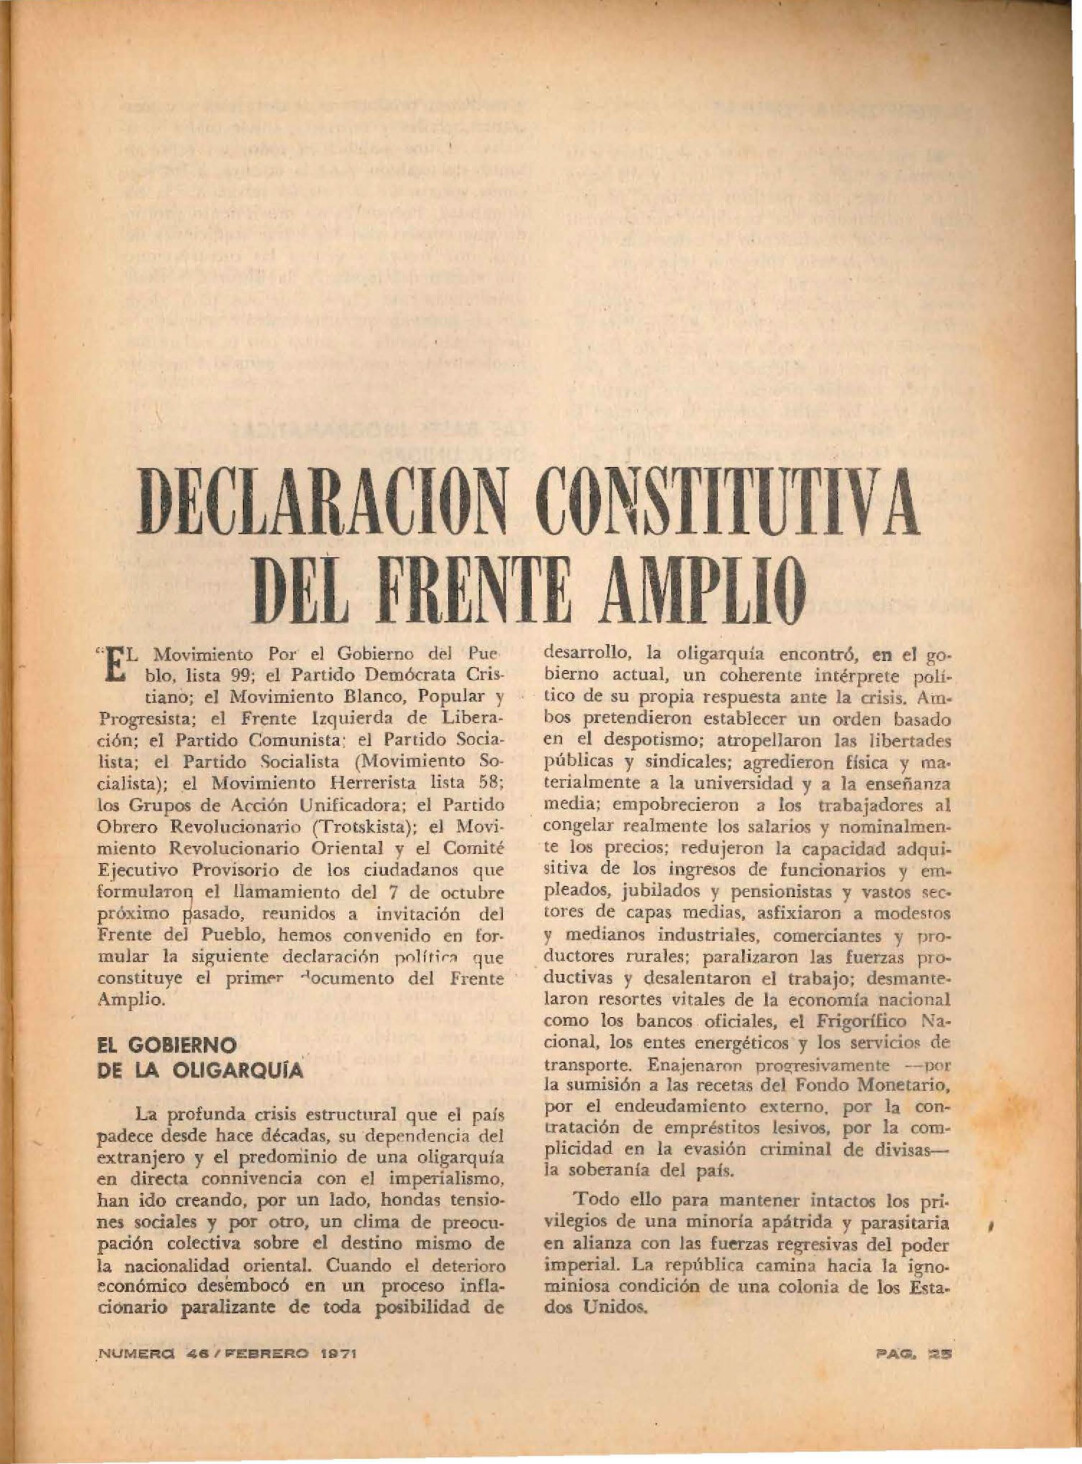 DECLARACION CONSTITUTIVA
DEL FRENTE AMPLIO
"EL Movimiento Por el Gobierno del Pue-
blo, lista 99; el Partido Demócrata Cris-
tiano; el Movimiento Blanco, Popular y
Progresista; el Frente Izquierda de Libera-
ción; el Partido Comunista; el Partido Socia-
lista; el Partido Socialista (Movimiento So-
cialista); el Movimiento Herrerista lista 58;
los Grupos de Acción Unificadora; el Partido
Obrero Revolucionario (Trotskista); el Movi-
miento Revolucionario Oriental y el Comité
Ejecutivo Provisorio de los ciudadanos que
formularon el llamamiento del 7 de octubre
próximo pasado, reunidos a invitación del
Frente del Pueblo, hemos convenido en for-
mular la siguiente declaración política que
constituye el primer documento del Frente
Amplio.
EL GOBIERNO
DE LA OLIGARQUÍA
La profunda crisis estructural que el país
padece desde hace décadas, su dependencia del
extranjero y el predominio de una oligarquía
en directa connivencia con el imperialismo,
han ido creando, por un lado, hondas tensio-
nes sociales y por otro, un clima de preocu-
pación colectiva sobre el destino mismo de
la nacionalidad oriental. Cuando el deterioro
económico desembocó en un proceso infla-
cionario paralizante de toda posibilidad de
desarrollo, la oligarquía encontró, en el go-
bierno actual, un coherente intérprete polí-
tico de su propia respuesta ante la crisis. Am-
bos pretendieron establecer un orden basado
en el despotismo; atropellaron las libertades
públicas y sindicales; agredieron física y ma-
terialmente a la universidad y a la enseñanza
media; empobrecieron a los trabajadores al
congelar realmente los salarios y nominalmen-
te los precios; redujeron la capacidad adqui-
sitiva de los ingresos de funcionarios y em-
pleados, jubilados y pensionistas y vastos sec-
tores de capas medias, asfixiaron a modestos
y medianos industriales, comerciantes y pro-
ductores rurales; paralizaron las fuerzas pro-
ductivas y desalentaron el trabajo; desmante-
laron resortes vitales de la economía nacional
como los bancos oficiales, el Frigorífico Na-
cional, los entes energéticos y los servicios de
transporte. Enajenaron progresivamente —por
la sumisión a las recetas del Fondo Monetario,
por el endeudamiento externo, por la con-
tratación de empréstitos lesivos, por la com-
plicidad en la evasión criminal de divisas—
la soberanía del país.
Todo ello para mantener intactos los pri-
vilegios de una minoría apátrida y parasitaria
en alianza con las fuerzas regresivas del poder
imperial. La república camina hacia la igno-
miniosa condición de una colonia de los Esta-
dos Unidos.
NUMERO 46 / FEBRERO 1971
PAG. 25